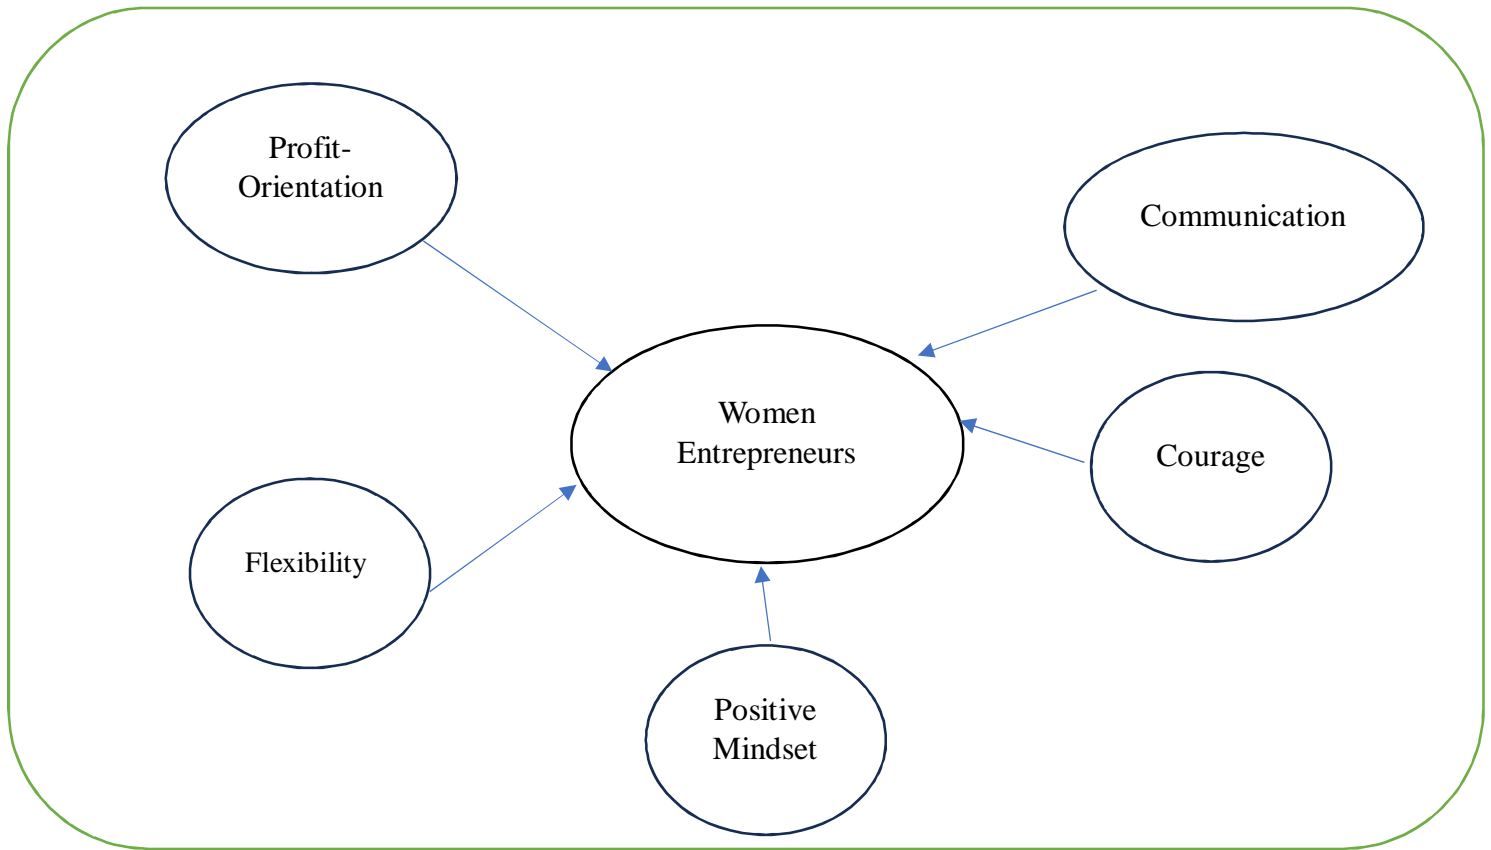 Profit-
Orientation
Communication
Women
Entrepreneurs
Courage
Flexibility
Positive
Mindset